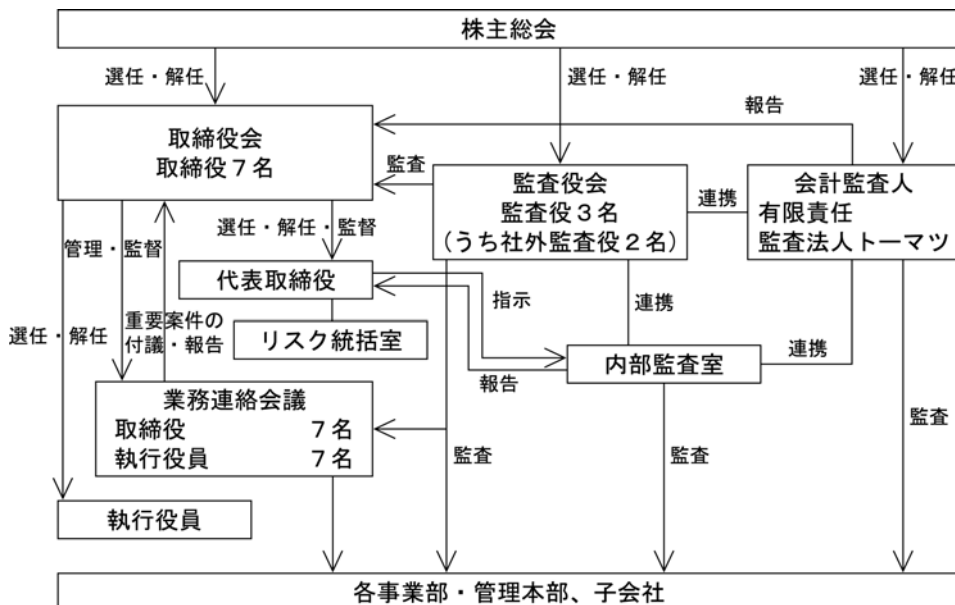 株主総会
選任・解任
選任・解任
選任・解任
報告
取締役会
取締役７名
監査
監査役会
監査役３名
（うち社外監査役２名）
連携
会計監査人
有限責任
監査法人トーマツ
管理・監督
選任・解任・監督
代表取締役
指示
連携
選任・解任
重要案件の
付議・報告
リスク統括室
報告
内部監査室
連携
業務連絡会議
取締役　７名
執行役員　７名
監査
監査
監査
執行役員
各事業部・管理本部、子会社